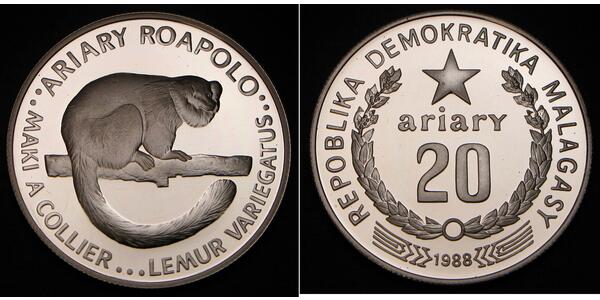 ..ARIARY ROAPOLO..
MAKI A COLLIER...LEMUR VARIEGATUS
REPOBLIKA DEMOKRATIKA MALAGASY
ariary
20
1988